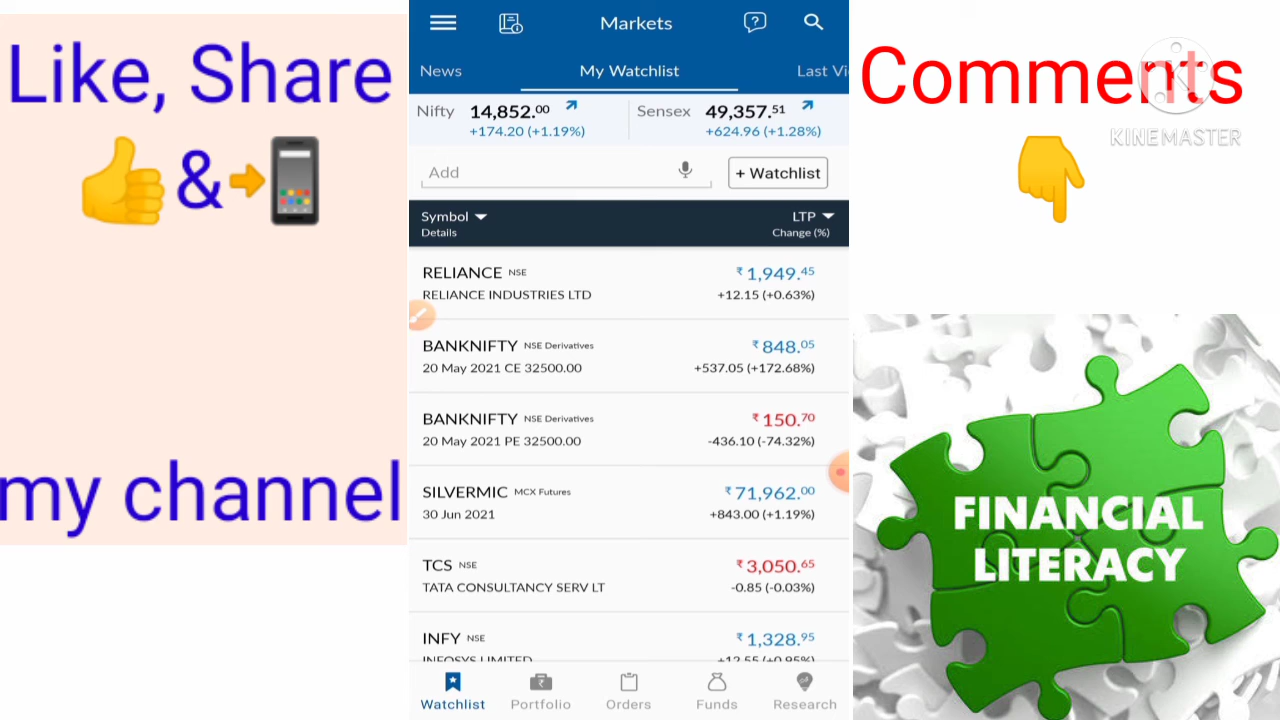 Like, Share
&
my channel
Markets
News
My Watchlist
Last Vi
Nifty 14,852.00
+174.20 (+1.19%)
Sensex 49,357.51
+624.96 (+1.28%)
Add
+ Watchlist
Symbol
LTP
Details
Change (%)
RELIANCE NSE
₹ 1,949.45
RELIANCE INDUSTRIES LTD
+12.15 (+0.63%)
BANKNIFTY NSE Derivatives
₹ 848.05
20 May 2021 CE 32500.00
+537.05 (+172.68%)
BANKNIFTY NSE Derivatives
₹ 150.70
20 May 2021 PE 32500.00
-436.10 (-74.32%)
SILVERMIC MCX Futures
₹ 71,962.00
30 Jun 2021
+843.00 (+1.19%)
TCS NSE
₹ 3,050.65
TATA CONSULTANCY SERV LT
-0.85 (-0.03%)
INFY NSE
₹ 1,328.95
INFOSYS LIMITED
+12.55 (+0.95%)
Watchlist
Portfolio
Orders
Funds
Research
Comments
KINEMASTER
FINANCIAL
LITERACY